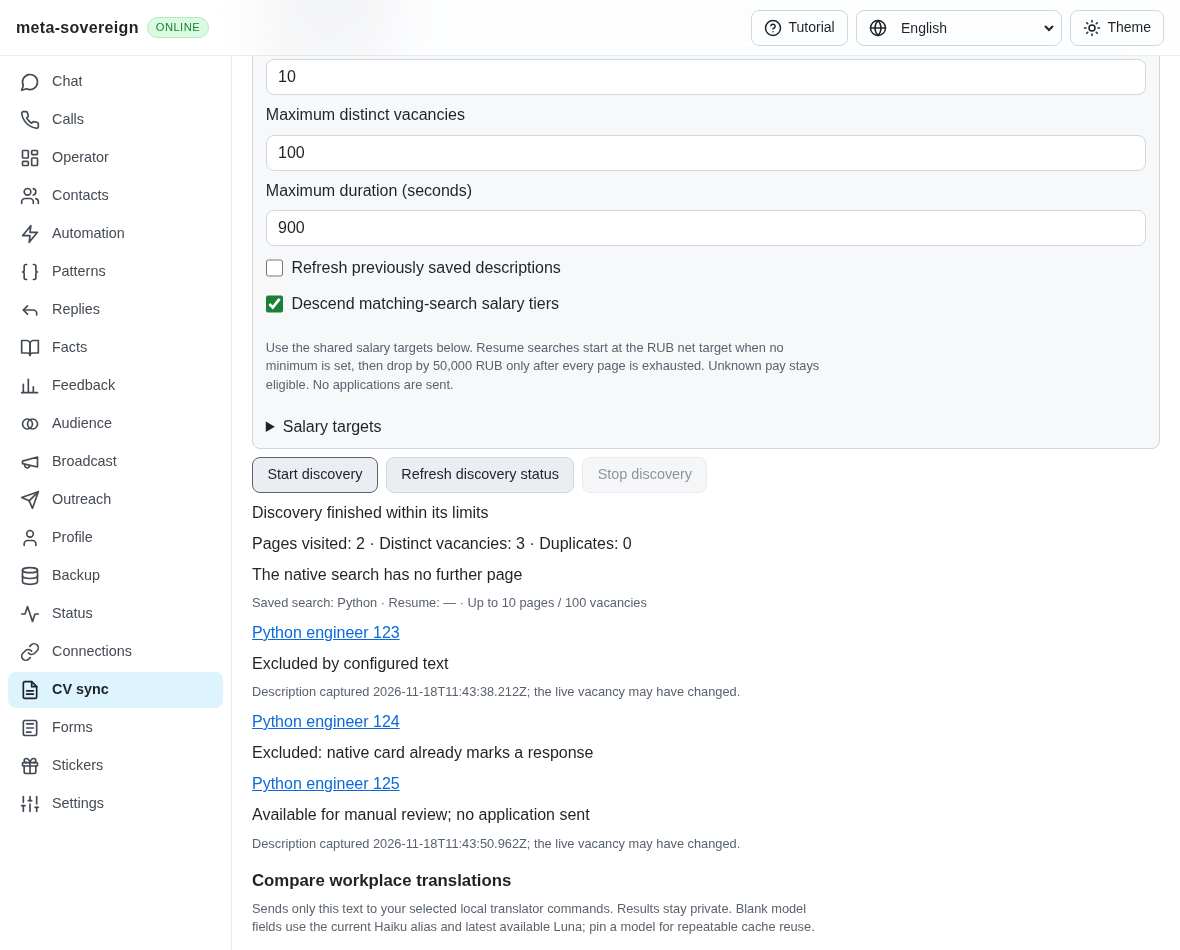 meta-sovereign ONLINE Tutorial English Theme
Chat
Calls
Operator
Contacts
Automation
Patterns
Replies
Facts
Feedback
Audience
Broadcast
Outreach
Profile
Backup
Status
Connections
CV sync
Forms
Stickers
Settings
10
Maximum distinct vacancies
100
Maximum duration (seconds)
900
Refresh previously saved descriptions
Descend matching-search salary tiers
Use the shared salary targets below. Resume searches start at the RUB net target when no
minimum is set, then drop by 50,000 RUB only after every page is exhausted. Unknown pay stays
eligible. No applications are sent.
Salary targets
Start discovery Refresh discovery status Stop discovery
Discovery finished within its limits
Pages visited: 2 · Distinct vacancies: 3 · Duplicates: 0
The native search has no further page
Saved search: Python · Resume: — · Up to 10 pages / 100 vacancies
Python engineer 123
Excluded by configured text
Description captured 2026-11-18T11:43:38.212Z; the live vacancy may have changed.
Python engineer 124
Excluded: native card already marks a response
Python engineer 125
Available for manual review; no application sent
Description captured 2026-11-18T11:43:50.962Z; the live vacancy may have changed.
Compare workplace translations
Sends only this text to your selected local translator commands. Results stay private. Blank model
fields use the current Haiku alias and latest available Luna; pin a model for repeatable cache reuse.